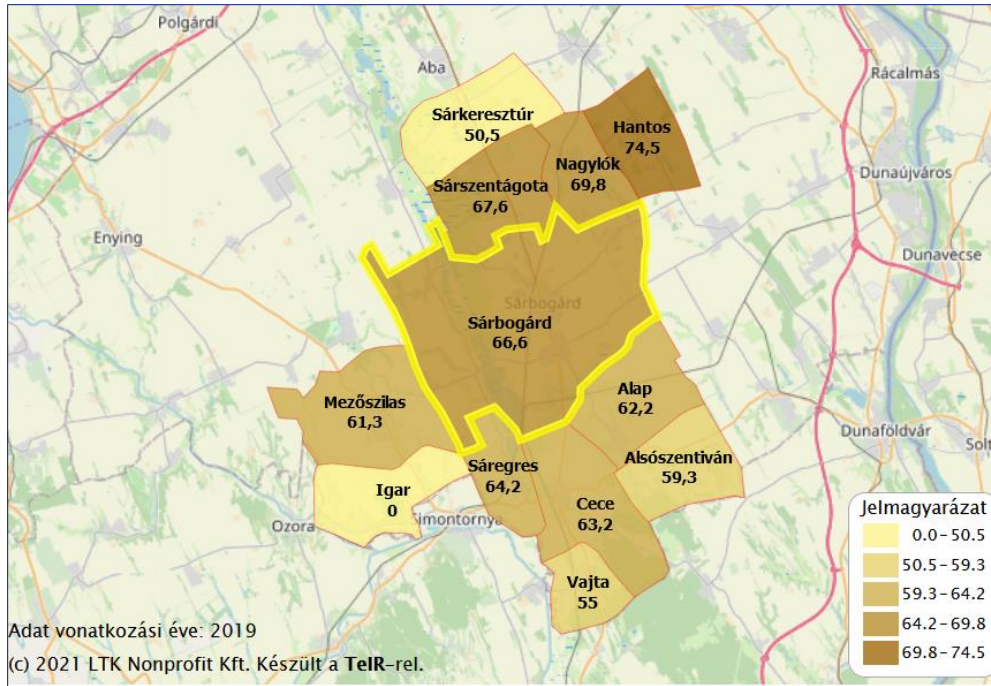 Polgárdi
Aba
Rácalmás
Sárkeresztúr
50,5
Hantos
74,5
Nagylók
69,8
Sárszentágota
67,6
Dunaújváros
Enying
Dunavecse
Sárbogárd
Sárbogárd
66,6
Alap
62,2
Mezőszilas
61,3
Dunaföldvár
Solt
Alsószentiván
59,3
Sáregres
64,2
Igar
0
Cece
63,2
Ozora
Simontornya
Vajta
55
Jelmagyarázat
0.0-50.5
50.5-59.3
59.3-64.2
64.2-69.8
69.8-74.5
Adat vonatkozási éve: 2019
(c) 2021 LTK Nonprofit Kft. Készült a TeIR-rel.